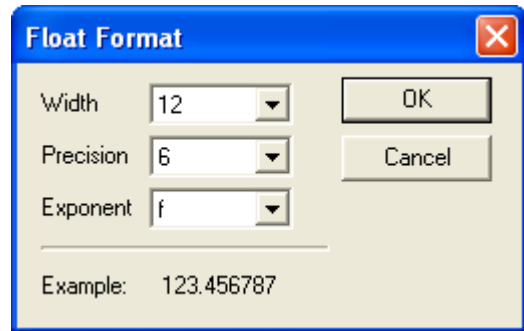 Float Format
Width 12 OK
Precision 6 Cancel
Exponent f
Example: 123.456787